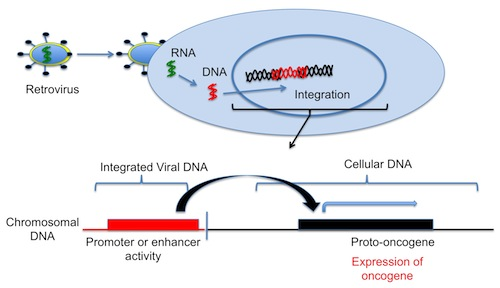 RNA
DNA
Retrovirus
Integration
Integrated Viral DNA
Cellular DNA
Chromosomal
DNA
Promoter or enhancer
activity
Proto-oncogene
Expression of
oncogene